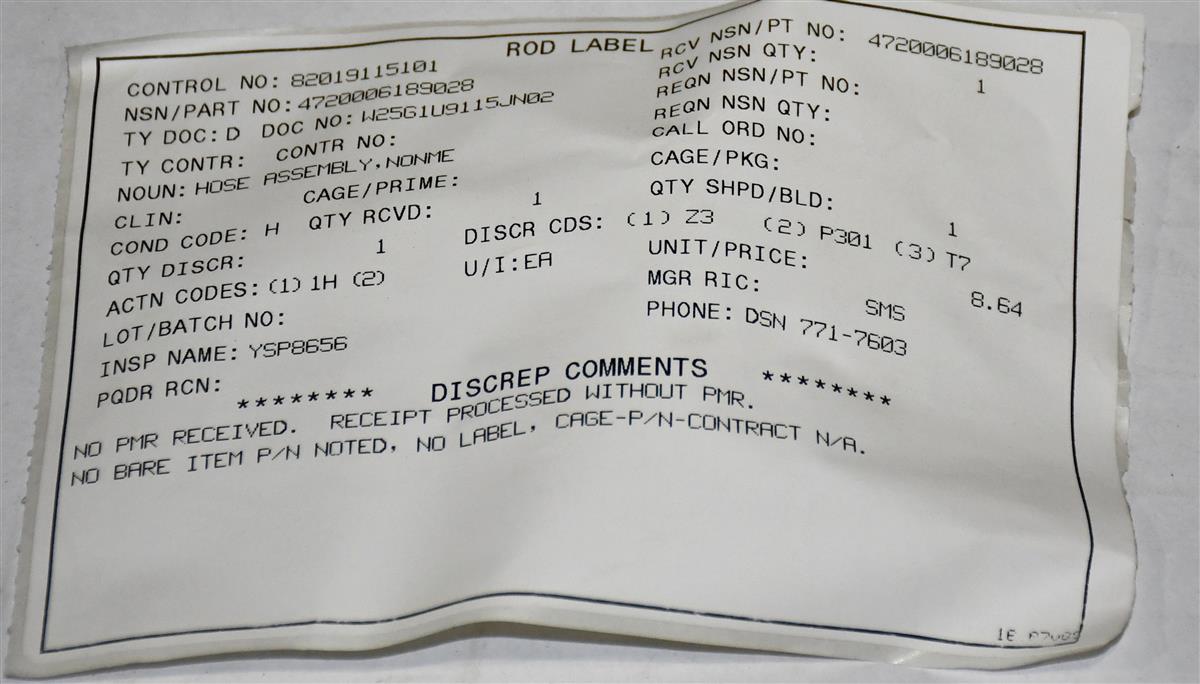 ROD LABEL
CONTROL NO: 82019115101 RCV NSN/PT NO: 4720006189028
NSN/PART NO: 4720006189028 RCV NSN QTY: 1
TY DOC: D DOC NO: W25G1U9115JN02 REQN NSN/PT NO:
TY CONTR: CONTR NO: REQN NSN QTY:
NOUN: HOSE ASSEMBLY,NONME CALL ORD NO:
CLIN: CAGE/PRIME: CAGE/PKG:
COND CODE: H QTY RCVD: 1 QTY SHPD/BLD: 1
QTY DISCR: 1 DISCR CDS: (1) Z3 (2) P301 (3) T7
ACTN CODES: (1) 1H (2) U/I: EA UNIT/PRICE: 8.64
LOT/BATCH NO: MGR RIC: SMS
INSP NAME: YSP8656 PHONE: DSN 771-7603
PQDR RCN:
******** DISCREP COMMENTS ********
NO PMR RECEIVED. RECEIPT PROCESSED WITHOUT PMR.
NO BARE ITEM P/N NOTED, NO LABEL, CAGE-P/N-CONTRACT N/A.
1E